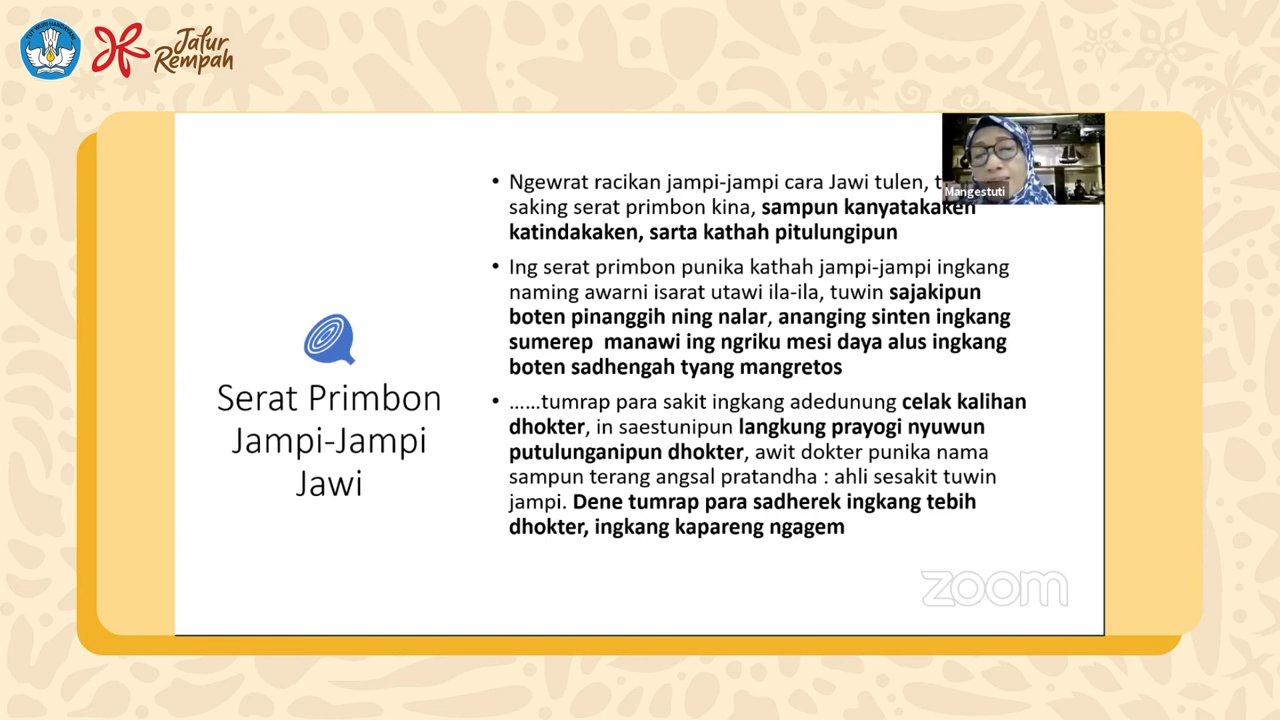 TUT WURI HANDAYANI
Jalur
Rempah
Mangestuti
Serat Primbon
Jampi-Jampi
Jawi
• Ngewrat racikan jampi-jampi cara Jawi tulen,
saking serat primbon kina, sampun kanyatakaken
katindakaken, sarta kathah pitulungipun
• Ing serat primbon punika kathah jampi-jampi ingkang
naming awarni isarat utawi ila-ila, tuwin sajakipun
boten pinanggih ning nalar, ananging sinten ingkang
sumerep manawi ing ngriku mesi daya alus ingkang
boten sadhengah tyang mangretos
• ......tumrap para sakit ingkang adedunung celak kalihan
dhokter, in saestunipun langkung prayogi nyuwun
putulunganipun dhokter, awit dokter punika nama
sampun terang angsal pratandha : ahli sesakit tuwin
jampi. Dene tumrap para sadherek ingkang tebih
dhokter, ingkang kapareng ngagem
zoom